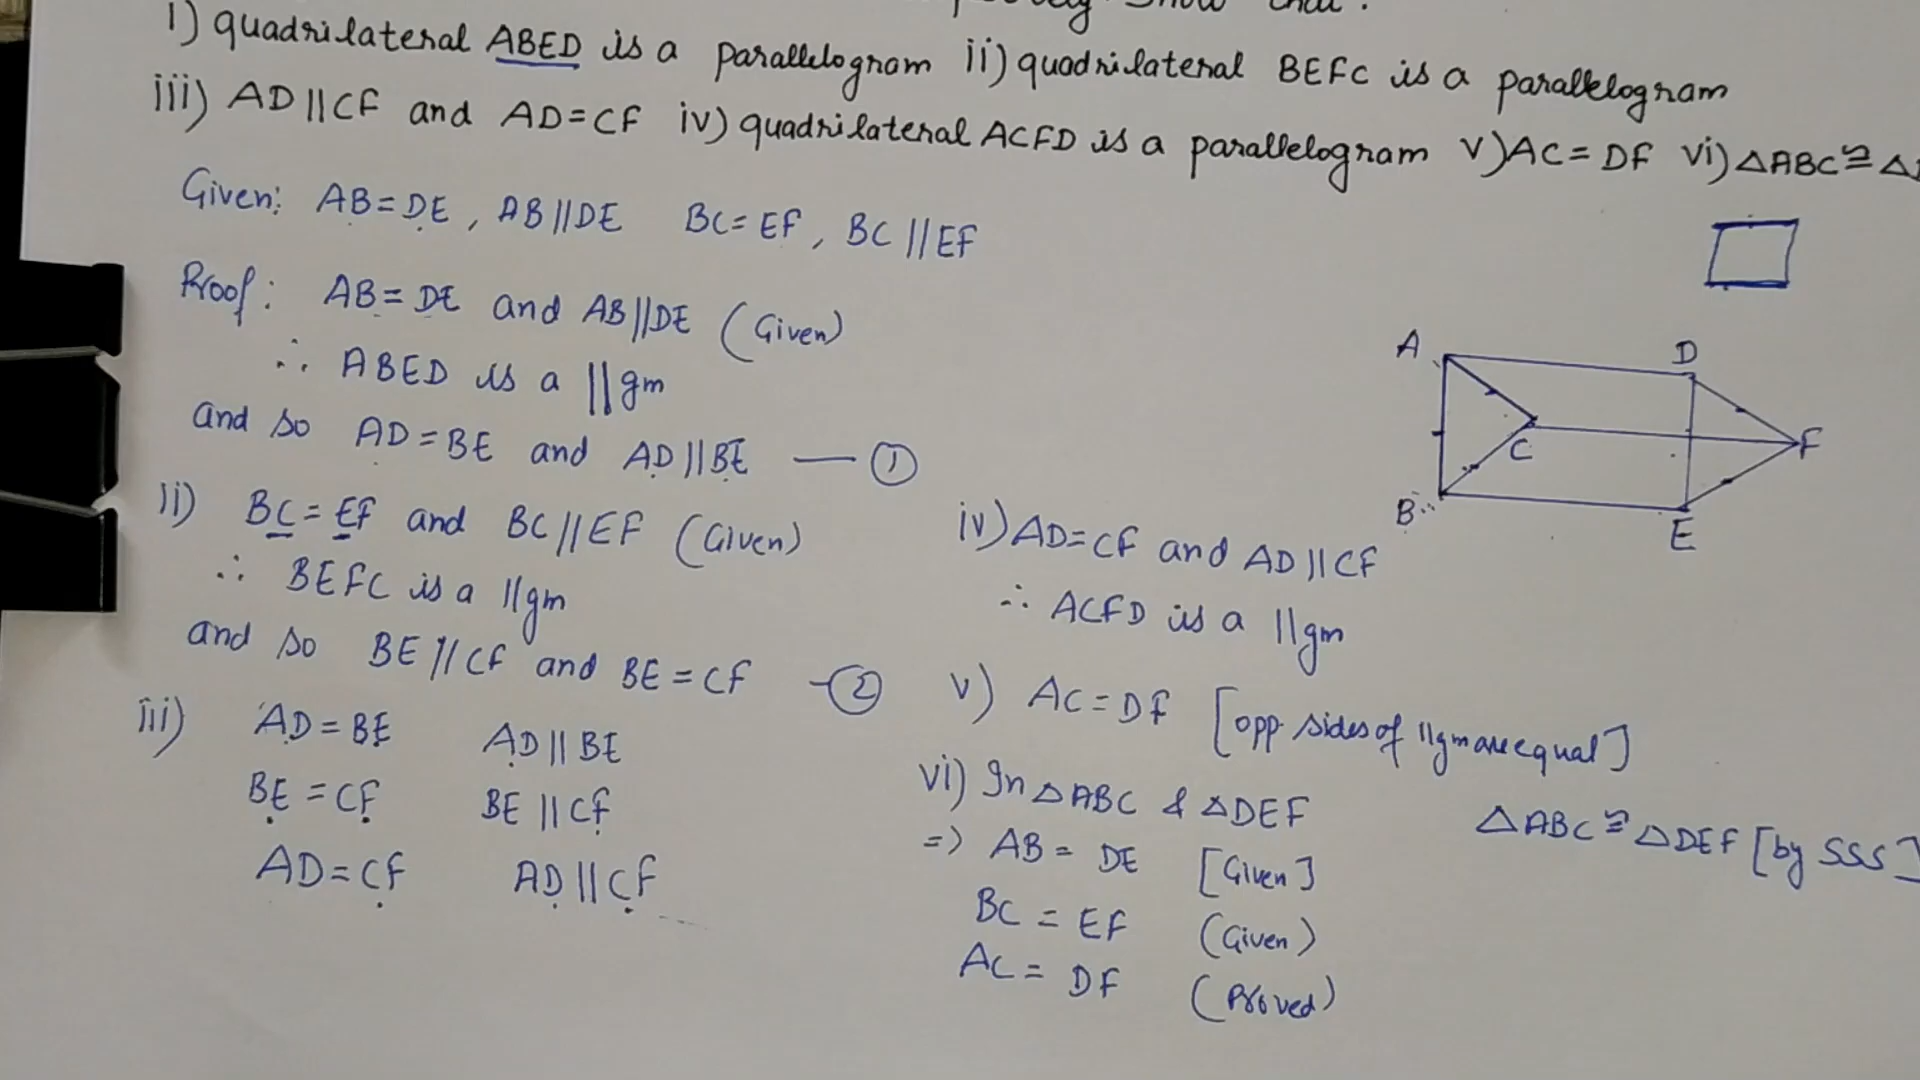 Show that:
i) quadrilateral ABED is a parallelogram ii) quadrilateral BEFC is a parallelogram
iii) AD||CF and AD=CF iv) quadrilateral ACFD is a parallelogram v) AC=DF vi) △ABC≅△
Given: AB=DE, AB||DE BC=EF, BC||EF
Proof: AB=DE and AB||DE (Given)
∴ ABED is a ||gm
and so AD=BE and AD||BE — ①
ii) BC=EF and BC//EF (Given)
∴ BEFC is a ||gm
and so BE//CF and BE=CF -②
iii) AD=BE AD||BE
BE=CF BE||CF
AD=CF AD||CF
A
D
C
F
B
E
iv) AD=CF and AD||CF
∴ ACFD is a ||gm
v) AC=DF [opp. sides of ||gm are equal]
vi) In △ABC & △DEF
=> AB=DE [Given]
BC=EF (Given)
AC=DF (Proved)
△ABC≅△DEF [by SSS]